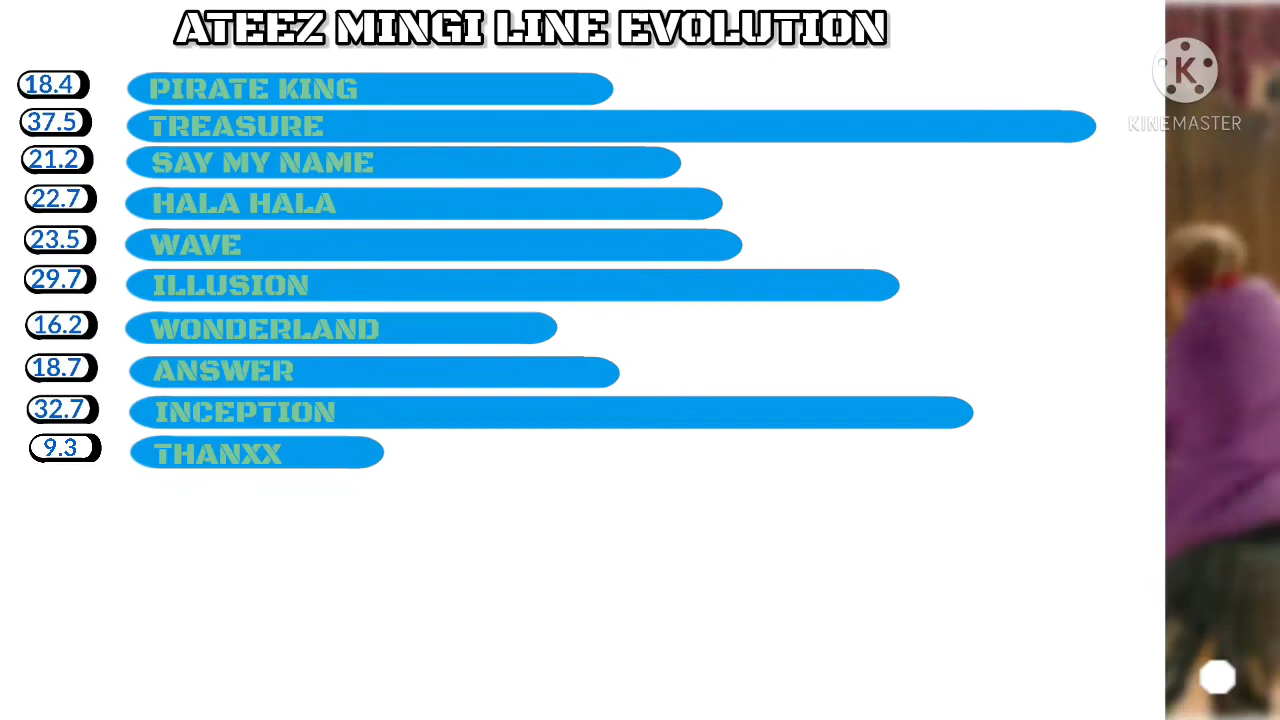 ATEEZ MINGI LINE EVOLUTION
18.4 PIRATE KING
37.5 TREASURE
21.2 SAY MY NAME
22.7 HALA HALA
23.5 WAVE
29.7 ILLUSION
16.2 WONDERLAND
18.7 ANSWER
32.7 INCEPTION
9.3 THANXX
K
KINEMASTER